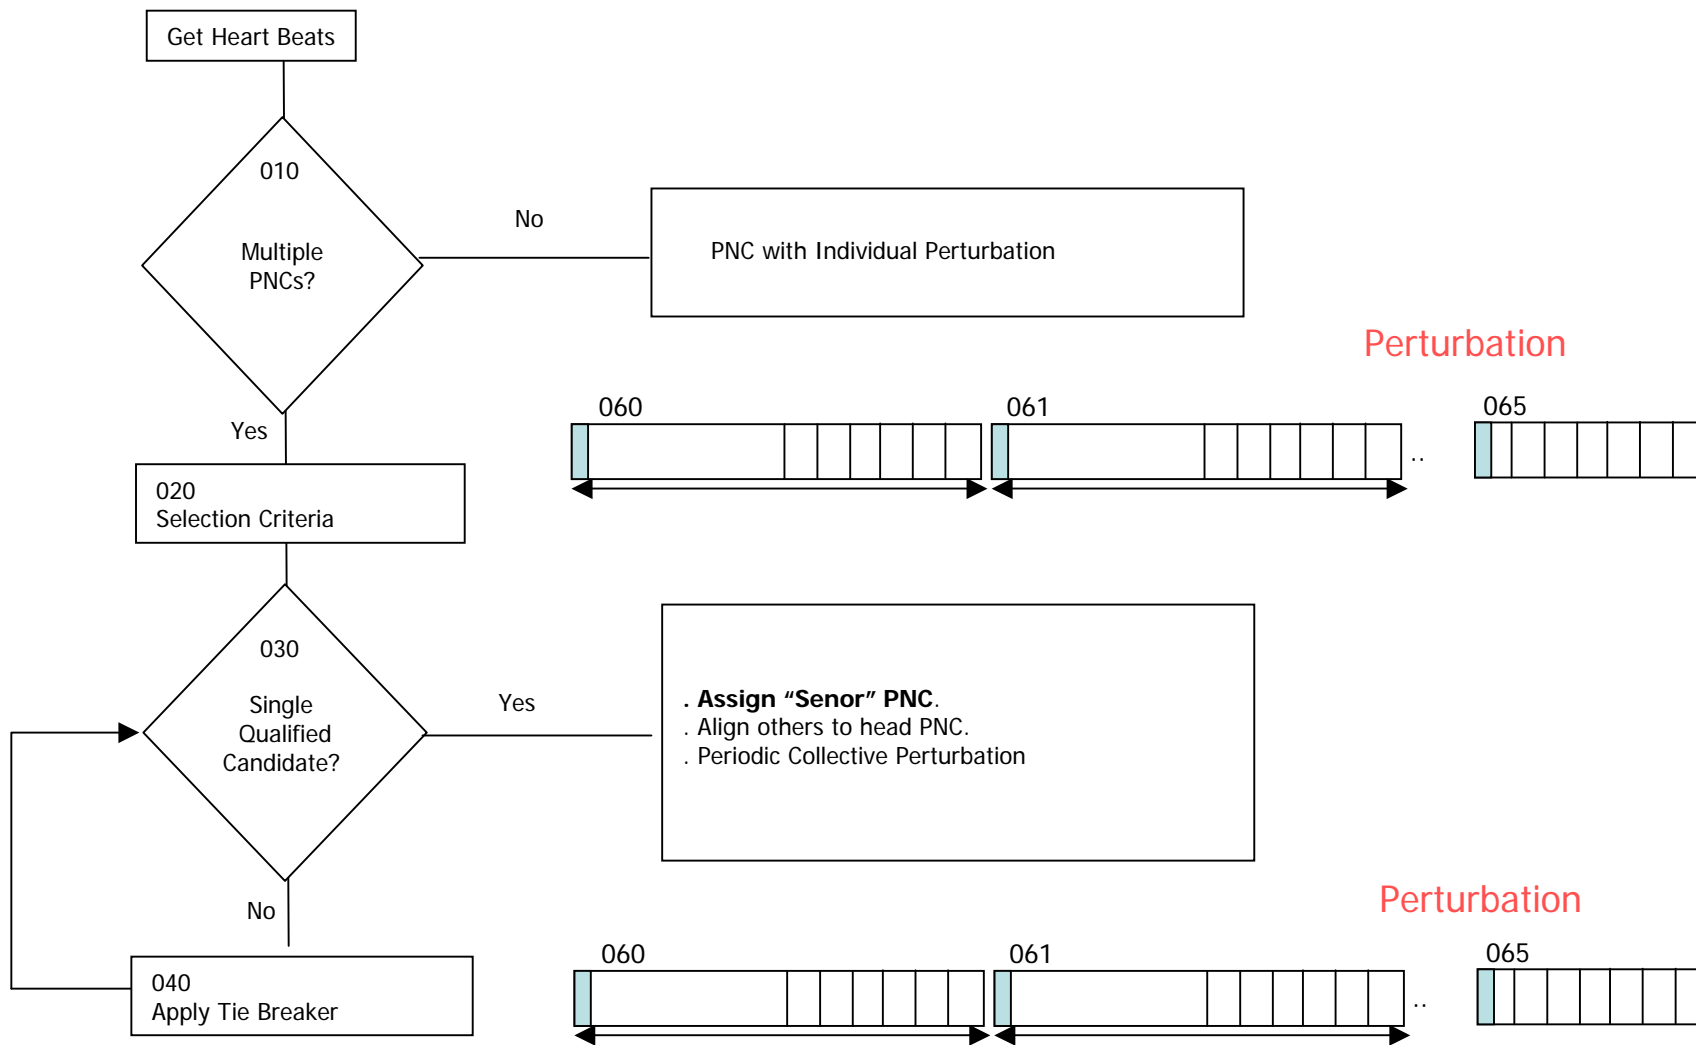 Get Heart Beats
010
Multiple
PNCs?
No
PNC with Individual Perturbation
Perturbation
060
061
..
065
Yes
020
Selection Criteria
030
Single
Qualified
Candidate?
Yes
. Assign “Senor” PNC.
. Align others to head PNC.
. Periodic Collective Perturbation
No
Perturbation
060
061
..
065
040
Apply Tie Breaker